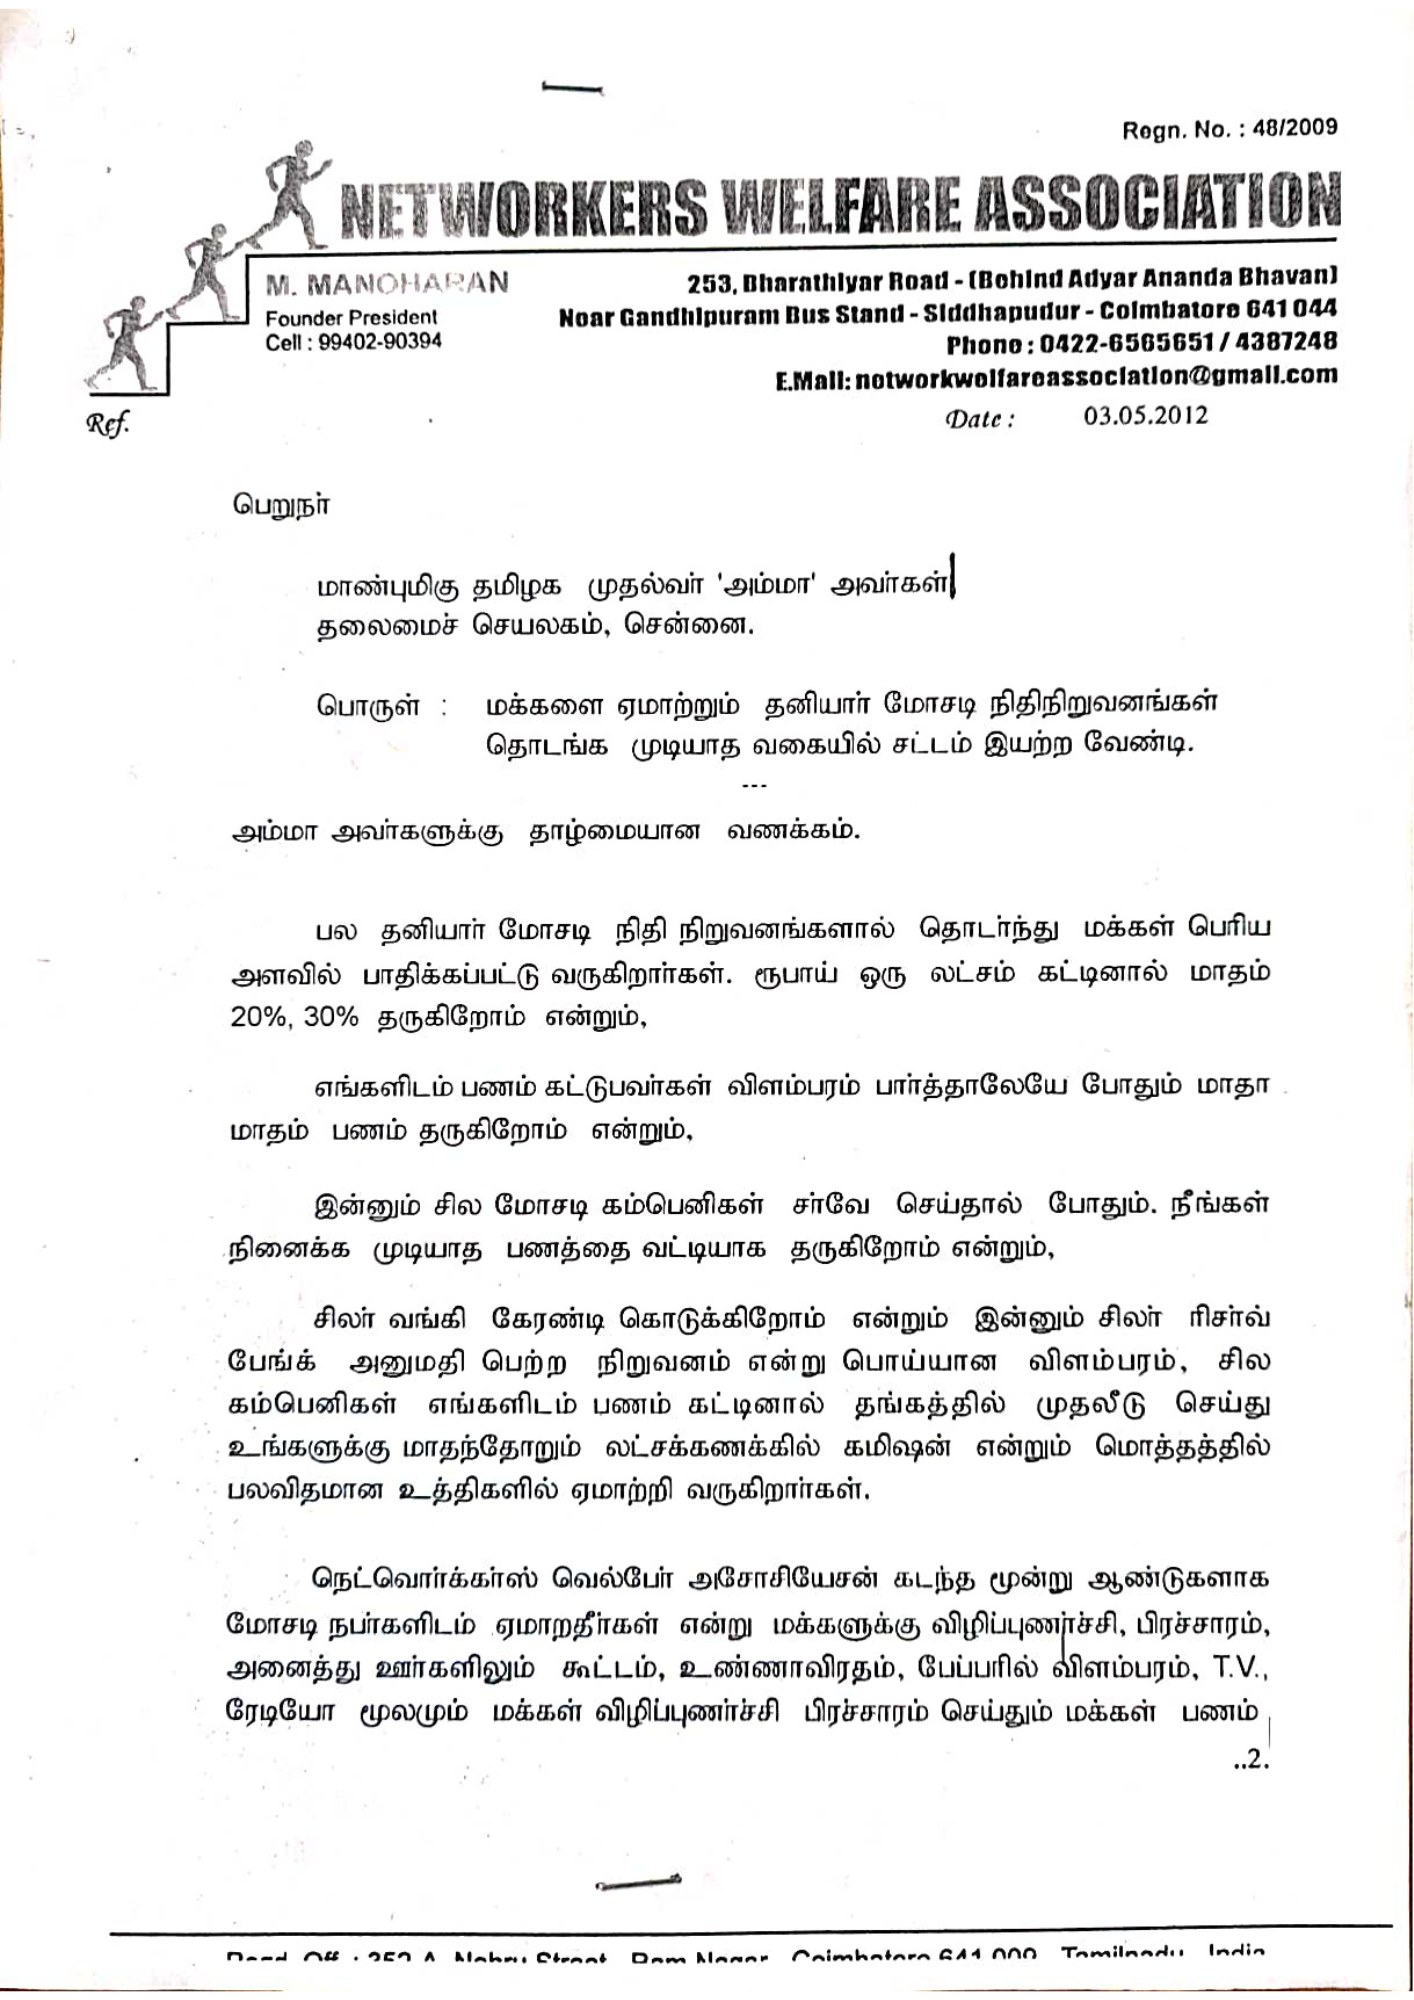 Regn. No. : 48/2009
NETWORKERS WELFARE ASSOCIATION
M. MANOHARAN
Founder President
Cell : 99402-90394
253, Bharathiyar Road - (Behind Adyar Ananda Bhavan)
Near Gandhipuram Bus Stand - Siddhapudur - Coimbatore 641 044
Phone : 0422-6565651 / 4387248
E.Mail: networkwelfareassociation@gmail.com
Ref.
Date : 03.05.2012
பெறுநர்
மாண்புமிகு தமிழக முதல்வர் 'அம்மா' அவர்கள்
தலைமைச் செயலகம், சென்னை.
பொருள் : மக்களை ஏமாற்றும் தனியார் மோசடி நிதிநிறுவனங்கள்
தொடங்க முடியாத வகையில் சட்டம் இயற்ற வேண்டி.
---
அம்மா அவர்களுக்கு தாழ்மையான வணக்கம்.
பல தனியார் மோசடி நிதி நிறுவனங்களால் தொடர்ந்து மக்கள் பெரிய
அளவில் பாதிக்கப்பட்டு வருகிறார்கள். ரூபாய் ஒரு லட்சம் கட்டினால் மாதம்
20%, 30% தருகிறோம் என்றும்,
எங்களிடம் பணம் கட்டுபவர்கள் விளம்பரம் பார்த்தாலேயே போதும் மாதா
மாதம் பணம் தருகிறோம் என்றும்,
இன்னும் சில மோசடி கம்பெனிகள் சர்வே செய்தால் போதும். நீங்கள்
நினைக்க முடியாத பணத்தை வட்டியாக தருகிறோம் என்றும்,
சிலர் வங்கி கேரண்டி கொடுக்கிறோம் என்றும் இன்னும் சிலர் ரிசர்வ்
பேங்க் அனுமதி பெற்ற நிறுவனம் என்று பொய்யான விளம்பரம், சில
கம்பெனிகள் எங்களிடம் பணம் கட்டினால் தங்கத்தில் முதலீடு செய்து
உங்களுக்கு மாதந்தோறும் லட்சக்கணக்கில் கமிஷன் என்றும் மொத்தத்தில்
பலவிதமான உத்திகளில் ஏமாற்றி வருகிறார்கள்.
நெட்வொர்க்கர்ஸ் வெல்பேர் அசோசியேசன் கடந்த மூன்று ஆண்டுகளாக
மோசடி நபர்களிடம் ஏமாறதீர்கள் என்று மக்களுக்கு விழிப்புணர்ச்சி, பிரச்சாரம்,
அனைத்து ஊர்களிலும் கூட்டம், உண்ணாவிரதம், பேப்பரில் விளம்பரம், T.V.,
ரேடியோ மூலமும் மக்கள் விழிப்புணர்ச்சி பிரச்சாரம் செய்தும் மக்கள் பணம்
..2.
Street, Ram Nagar, Coimbatore 641 009, Tamilnadu, India